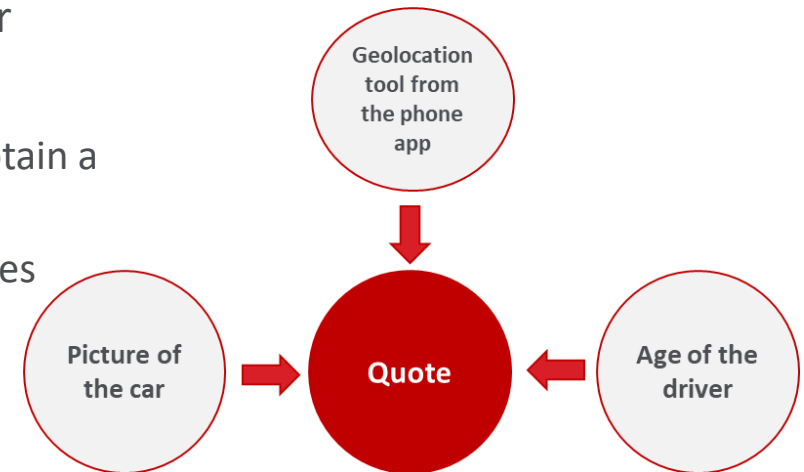 r
tain a
es
Geolocation
tool from
the phone
app
Picture of
the car
Quote
Age of the
driver